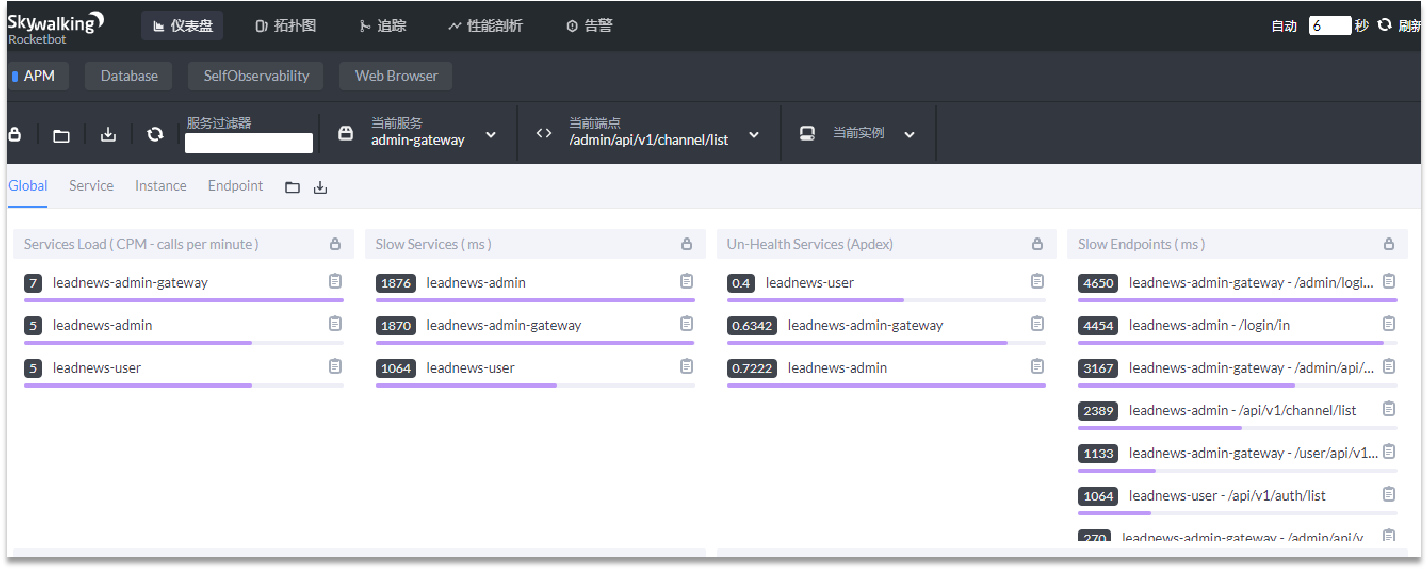 Skywalking
Rocketbot
仪表盘
拓扑图
追踪
性能剖析
告警
自动 6 秒 刷新
APM
Database
SelfObservability
Web Browser
服务过滤器
当前服务
admin-gateway
当前端点
/admin/api/v1/channel/list
当前实例
Global
Service
Instance
Endpoint
Services Load ( CPM - calls per minute )
7 leadnews-admin-gateway
5 leadnews-admin
5 leadnews-user
Slow Services ( ms )
1876 leadnews-admin
1870 leadnews-admin-gateway
1064 leadnews-user
Un-Health Services (Apdex)
0.4 leadnews-user
0.6342 leadnews-admin-gateway
0.7222 leadnews-admin
Slow Endpoints ( ms )
4650 leadnews-admin-gateway - /admin/logi...
4454 leadnews-admin - /login/in
3167 leadnews-admin-gateway - /admin/api/...
2389 leadnews-admin - /api/v1/channel/list
1133 leadnews-admin-gateway - /user/api/v1...
1064 leadnews-user - /api/v1/auth/list
270 leadnews-admin-gateway - /admin/api/v